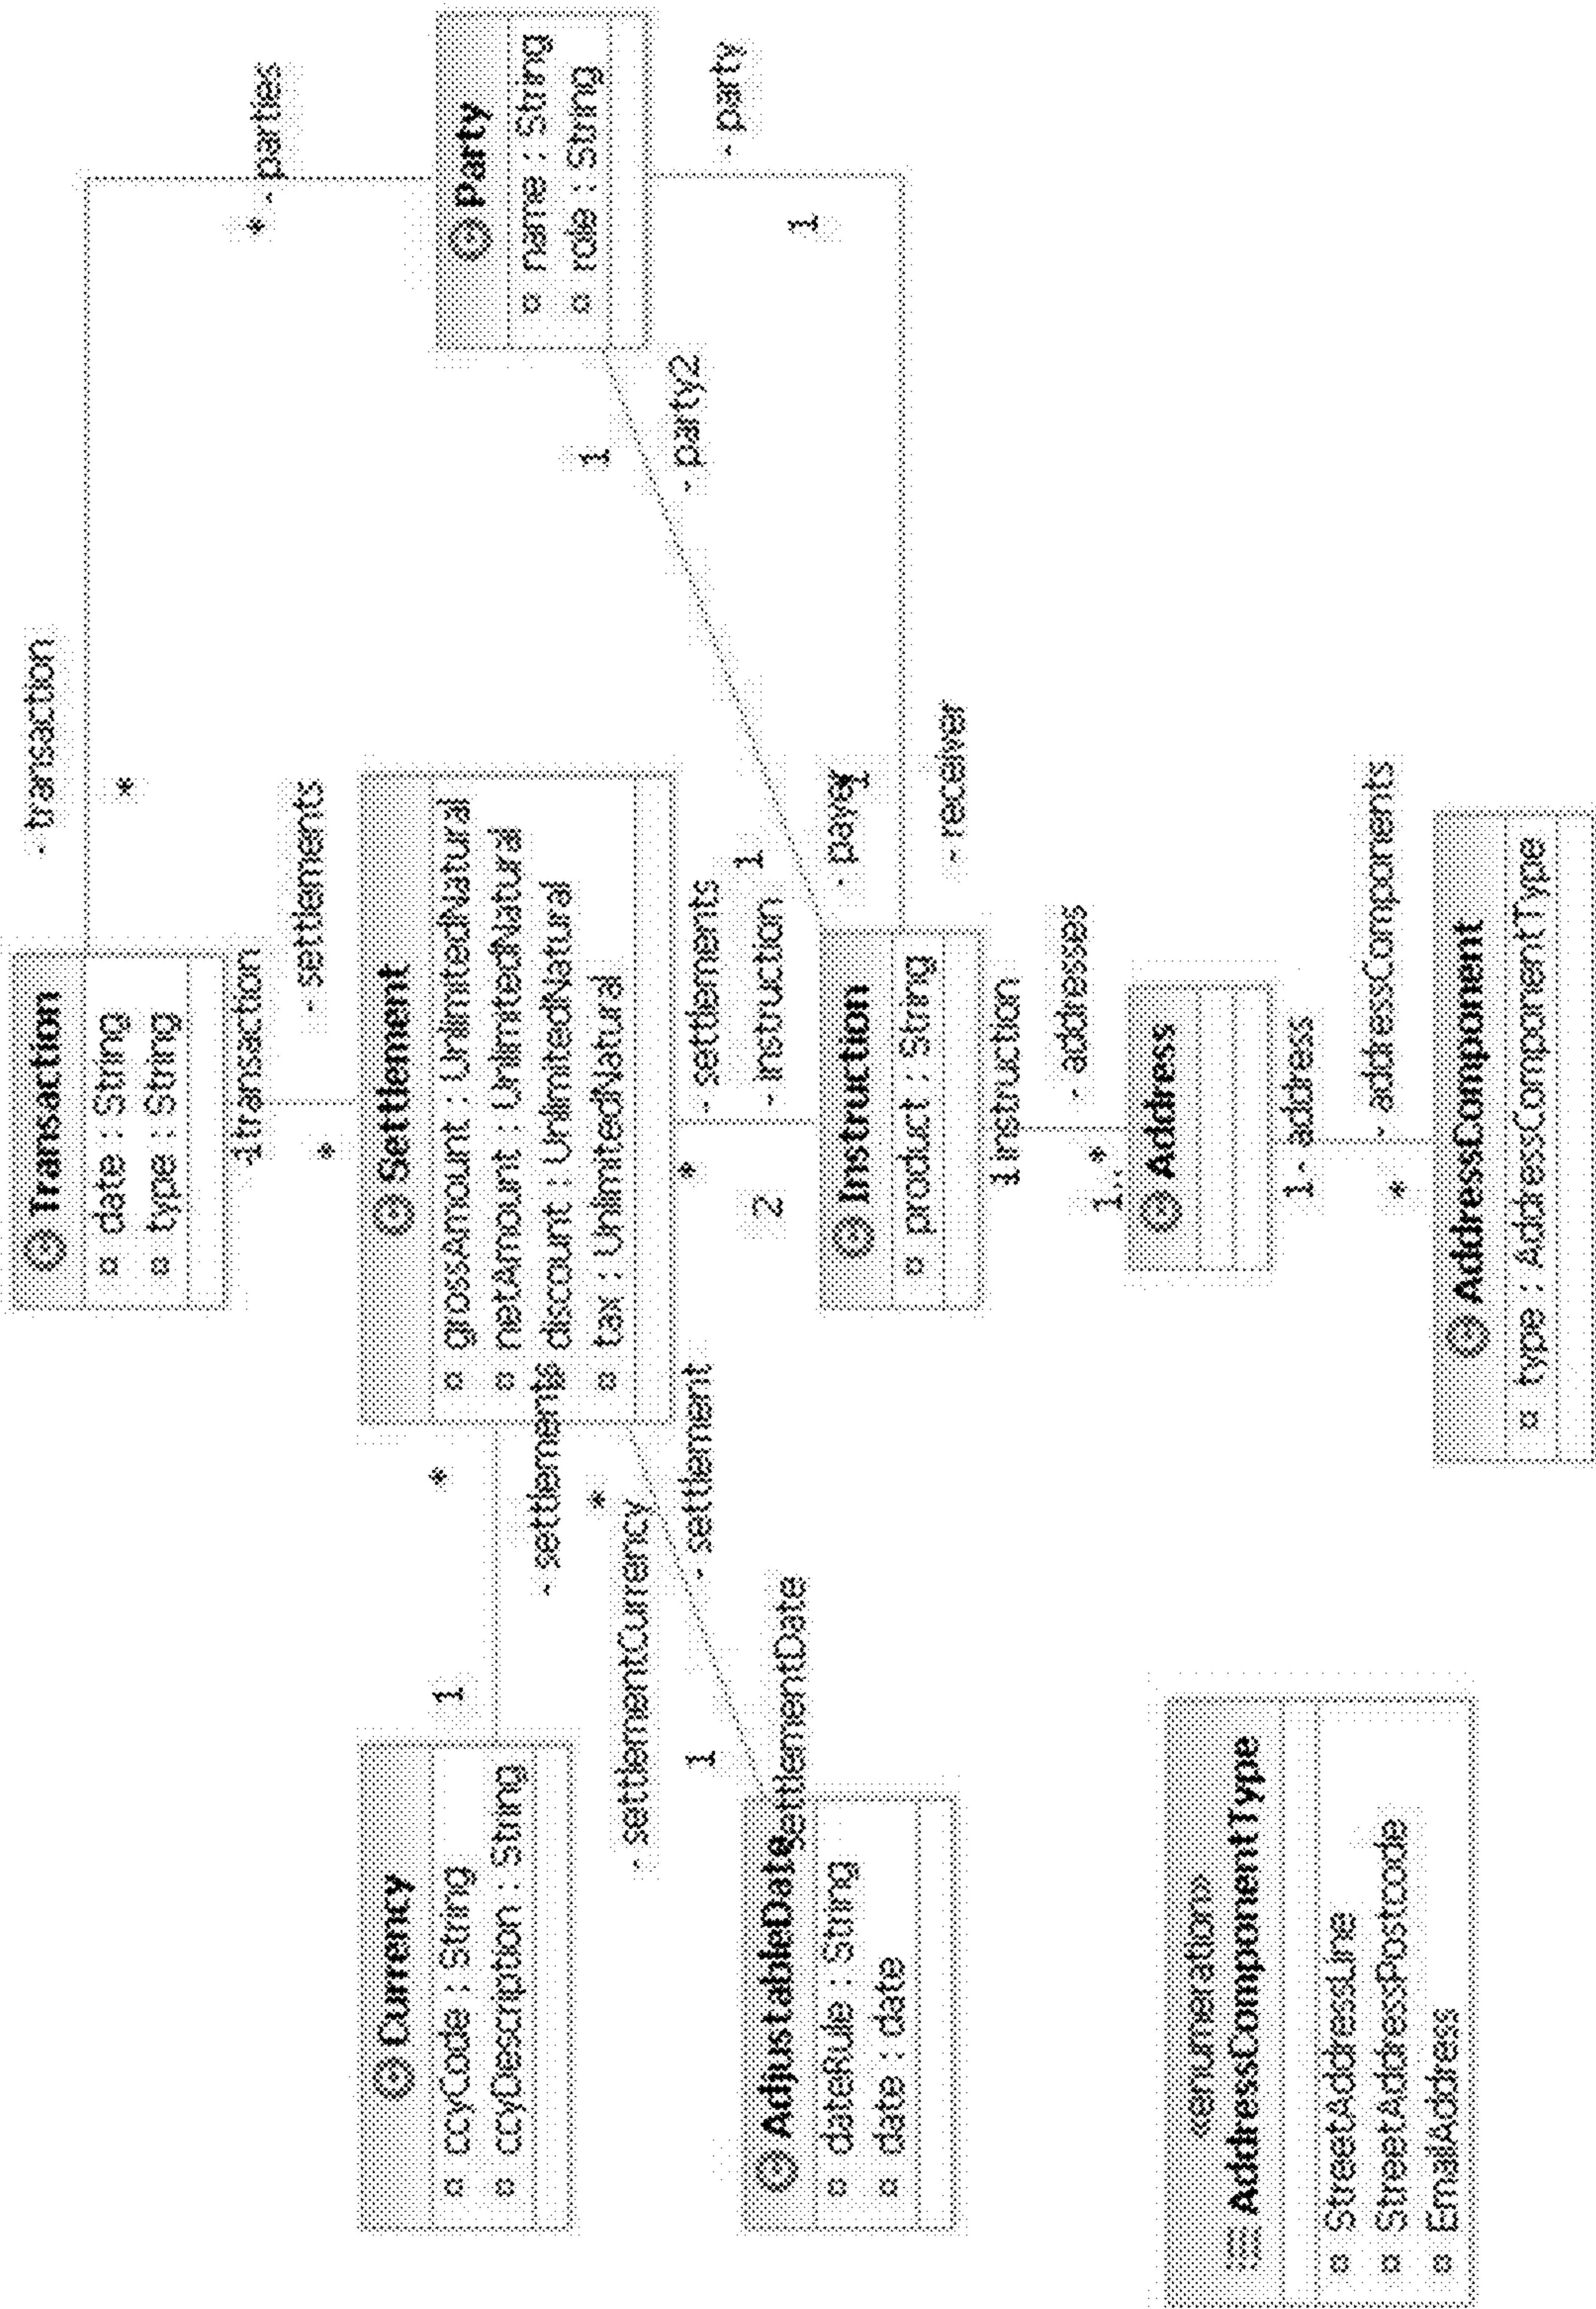 - transaction
*
* - parties
Transaction
date : String
type : String
1transaction
- settlements
*
Party
name : String
role : String
- party
1
1
- party2
Currency
ccyCode : String
ccyDescription : String
1
*
- settlements
- settlementCurrency
Settlement
grossAmount : UnlimitedNatural
netAmount : UnlimitedNatural
discount : UnlimitedNatural
tax : UnlimitedNatural
*
- settlement
1
settlementDate
AdjustableDate
dateRule : String
date : date
* - settlements
2 - instruction
1
- payer
1
- receiver
Instruction
product : String
1 instruction
1..* - addresses
Address
1 - address
* - addressComponents
AddressComponent
type : AddressComponentType
«enumeration»
AddressComponentType
StreetAddressLine
StreetAddressPostcode
EmailAddress